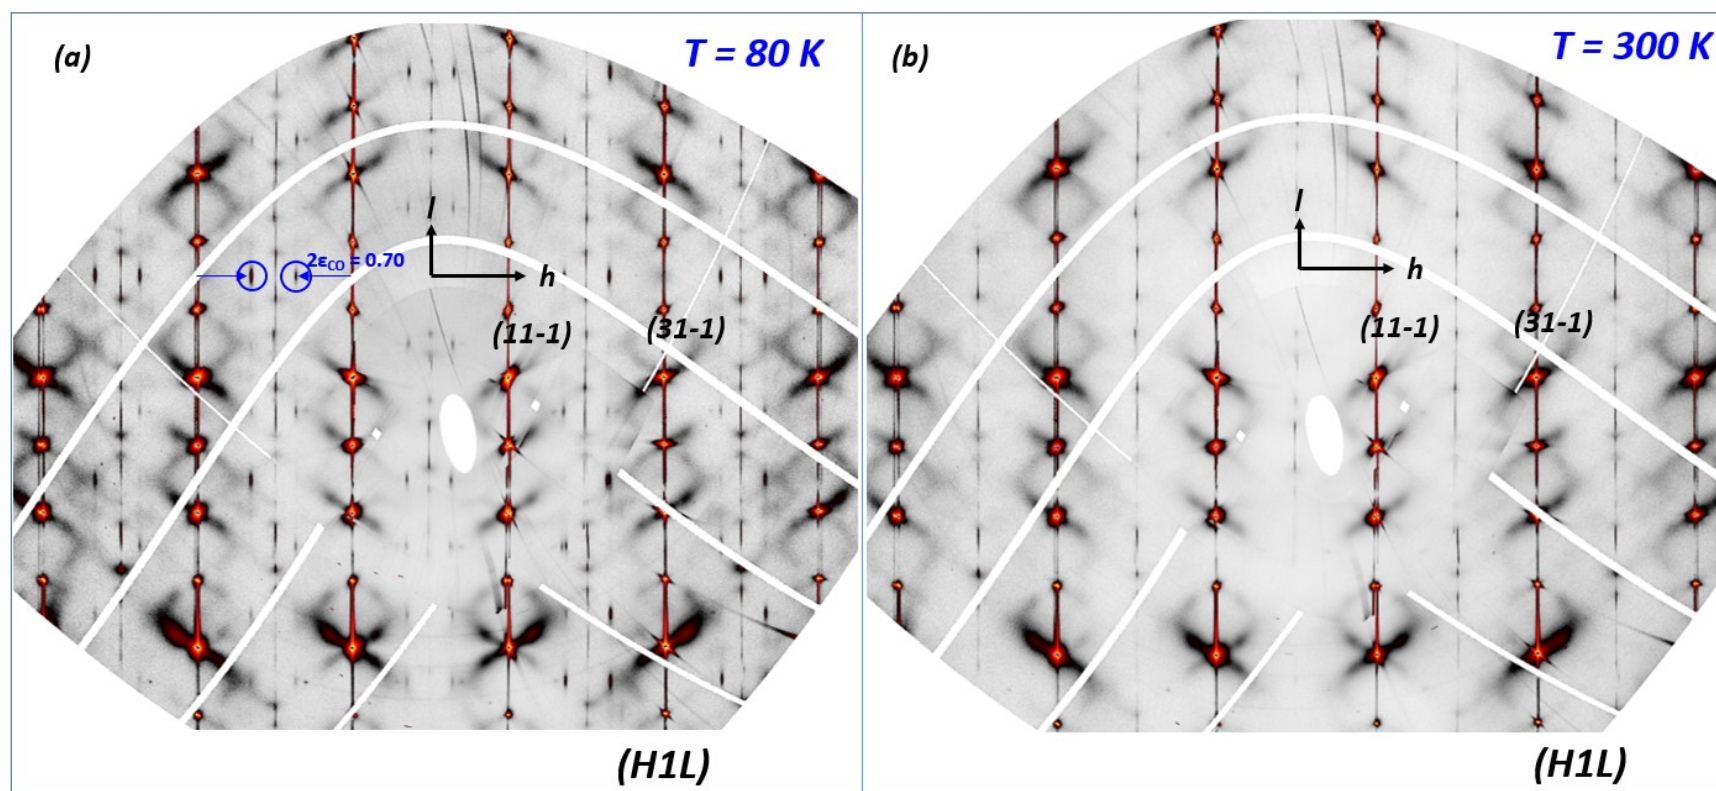 (a)
T = 80 K
2εCO = 0.70
l
h
(11-1)
(31-1)
(H1L)
(b)
T = 300 K
l
h
(11-1)
(31-1)
(H1L)